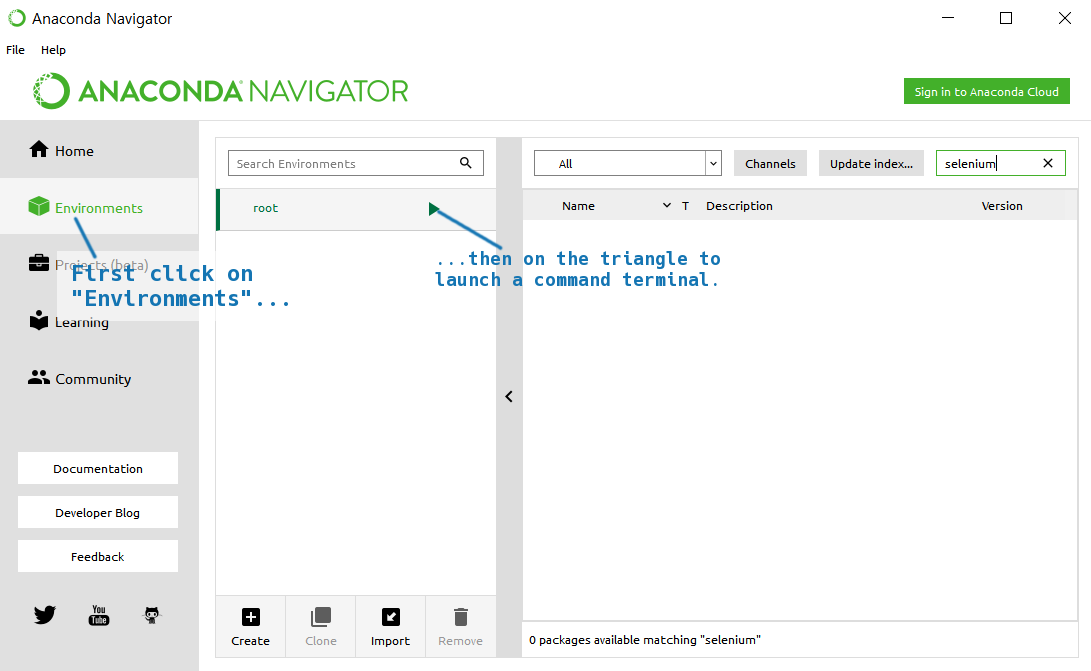 Anaconda Navigator
File Help
ANACONDA NAVIGATOR
Sign in to Anaconda Cloud
Home
Environments
Projects (beta)
First click on
"Environments"...
Learning
Community
Documentation
Developer Blog
Feedback
You
Tube
Search Environments
root
...then on the triangle to
launch a command terminal.
Create Clone Import Remove
All Channels Update index... selenium
Name T Description Version
0 packages available matching "selenium"